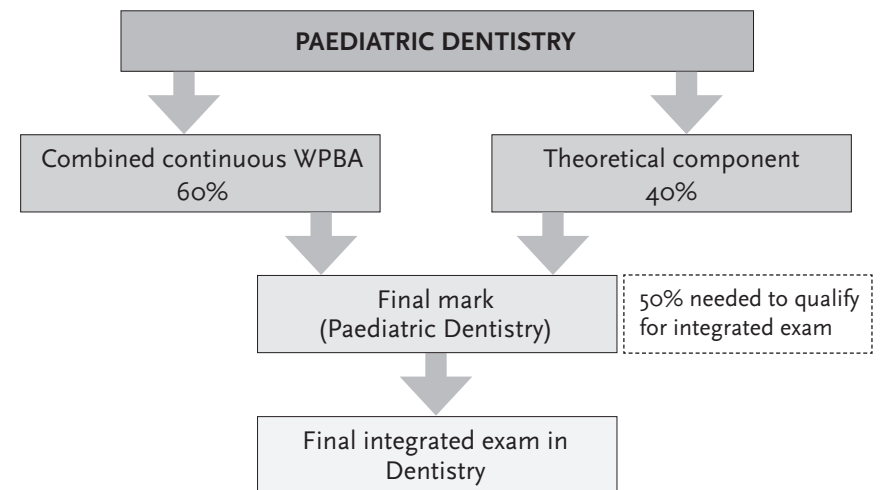 PAEDIATRIC DENTISTRY
Combined continuous WPBA
60%
Theoretical component
40%
Final mark
(Paediatric Dentistry)
50% needed to qualify
for integrated exam
Final integrated exam in
Dentistry